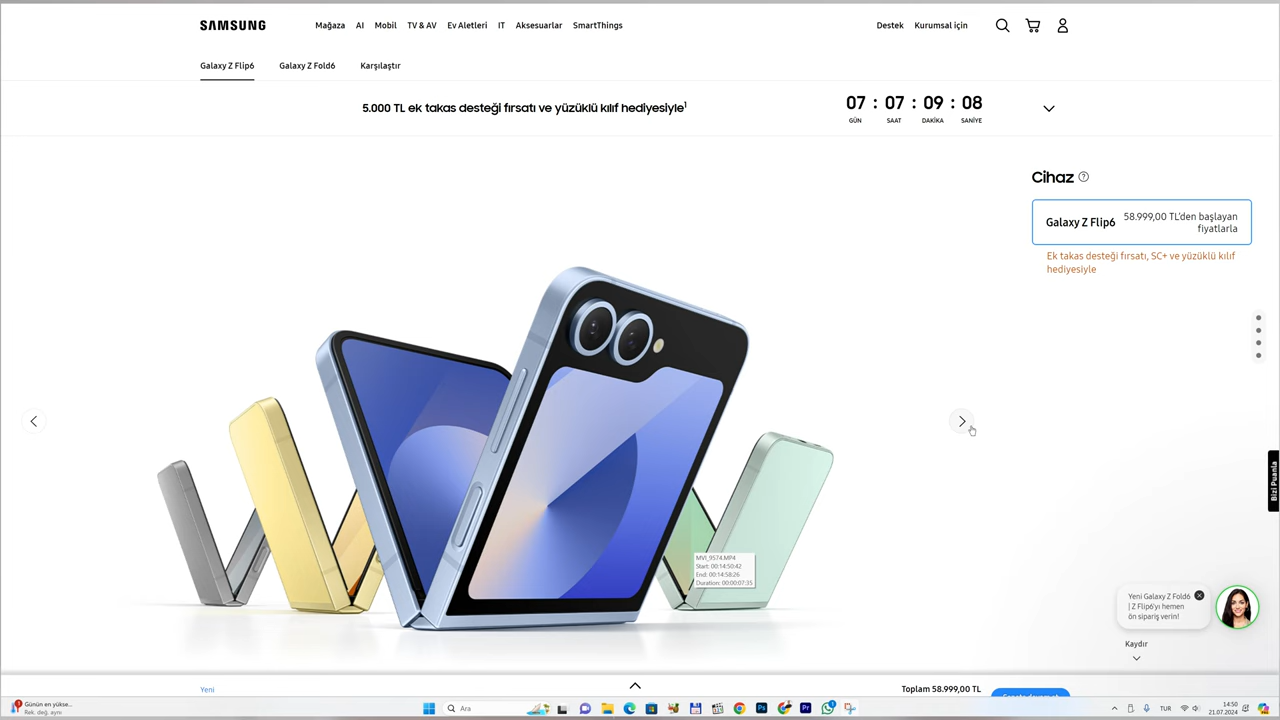 SAMSUNG
Mağaza AI Mobil TV & AV Ev Aletleri IT Aksesuarlar SmartThings
Destek Kurumsal için
Galaxy Z Flip6 Galaxy Z Fold6 Karşılaştır
5.000 TL ek takas desteği fırsatı ve yüzüklü kılıf hediyesiyle1
07 : 07 : 09 : 08
GÜN SAAT DAKİKA SANİYE
Cihaz ?
Galaxy Z Flip6
58.999,00 TL'den başlayan
fiyatlarla
Ek takas desteği fırsatı, SC+ ve yüzüklü kılıf
hediyesiyle
Bizi Puanla
MVI_9574.MP4
Start: 00:14:50:42
End: 00:14:58:26
Duration: 00:00:07:35
Yeni Galaxy Z Fold6
| Z Flip6'yı hemen
ön sipariş verin!
Kaydır
Yeni
Toplam 58.999,00 TL
Günün en yükse...
Rek. değ. aynı
Ara
TUR
14:50
21.07.2024